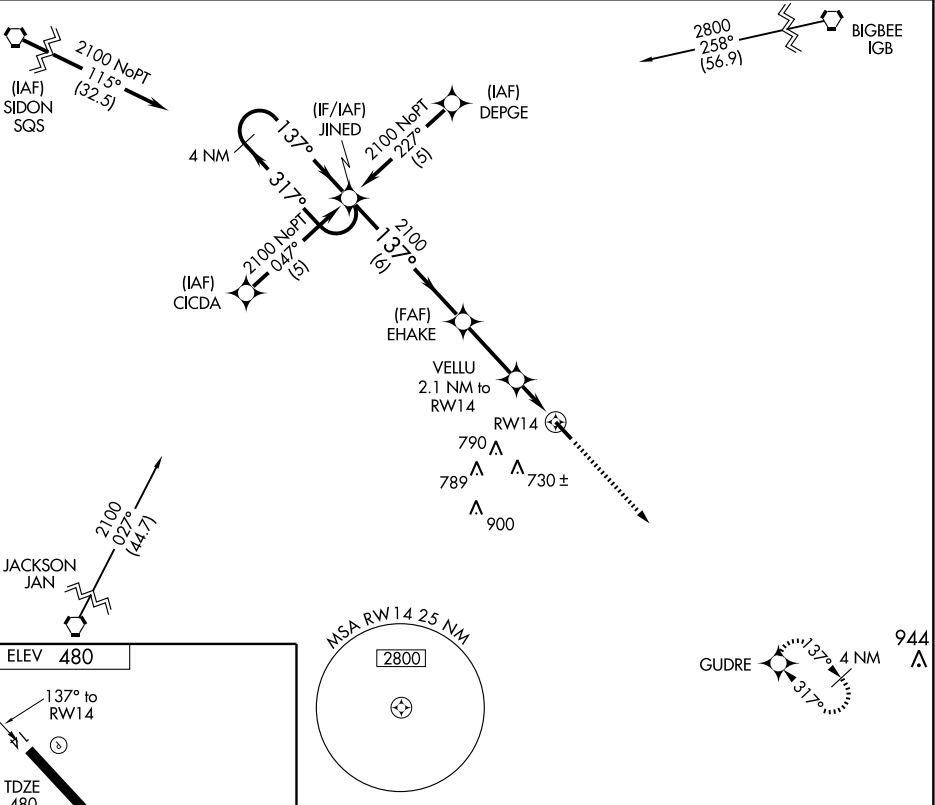 2100 NoPT
115°
(32.5)
(IAF)
SIDON
SQS
2800
258°
(56.9)
BIGBEE
IGB
(IF/IAF)
JINED
(IAF)
DEPGE
2100 NoPT
227°
(5)
4 NM
137°
317°
2100 NoPT
047°
(5)
(IAF)
CICDA
2100
137°
(6)
(FAF)
EHAKE
VELLU
2.1 NM to
RW14
RW14
790
789
730 ±
900
2100
027°
(44.7)
JACKSON
JAN
MSA RW14 25 NM
2800
GUDRE
137°
317°
4 NM
944
ELEV 480
137° to
RW14
14
P
TDZE
480